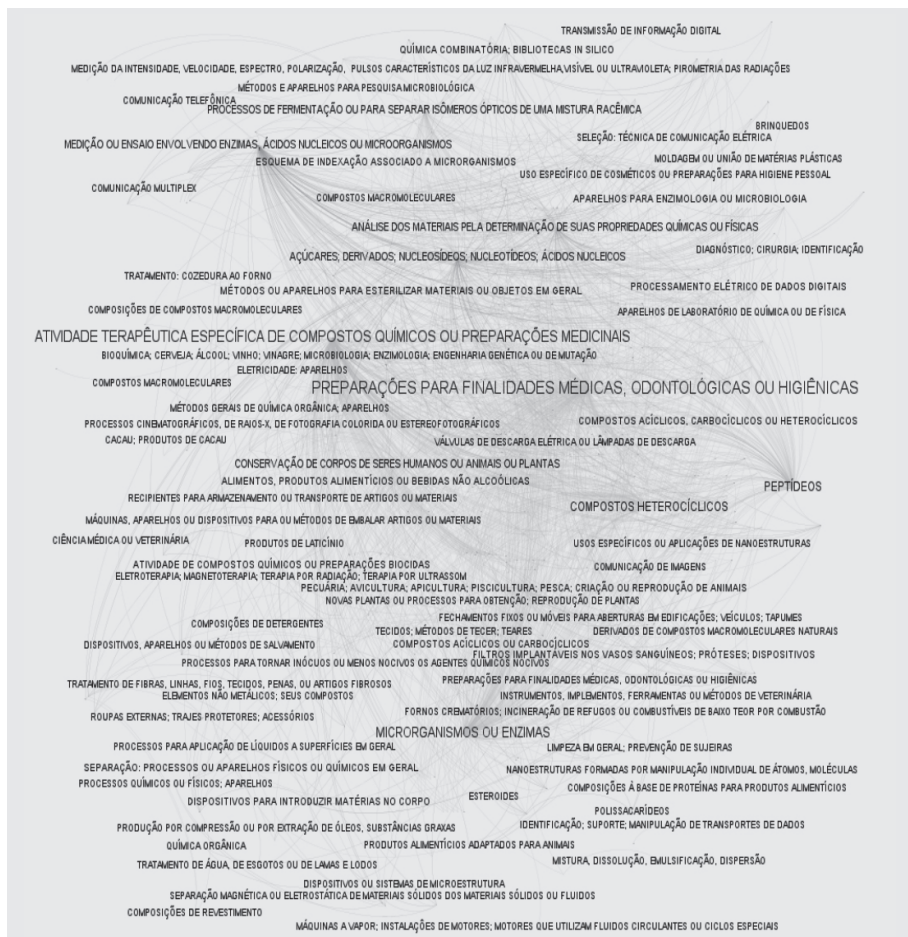 TRANSMISSÃO DE INFORMAÇÃO DIGITAL
QUÍMICA COMBINATÓRIA; BIBLIOTECAS IN SILICO
MEDIÇÃO DA INTENSIDADE, VELOCIDADE, ESPECTRO, POLARIZAÇÃO, PULSOS CARACTERÍSTICOS DA LUZ INFRAVERMELHA,VISÍVEL OU ULTRAVIOLETA; PIROMETRIA DAS RADIAÇÕES
MÉTODOS E APARELHOS PARA PESQUISA MICROBIOLÓGICA
COMUNICAÇÃO TELEFÔNICA
PROCESSOS DE FERMENTAÇÃO OU PARA SEPARAR ISÔMEROS ÓPTICOS DE UMA MISTURA RACÊMICA
BRINQUEDOS
SELEÇÃO: TÉCNICA DE COMUNICAÇÃO ELÉTRICA
MEDIÇÃO OU ENSAIO ENVOLVENDO ENZIMAS, ÁCIDOS NUCLEICOS OU MICROORGANISMOS
MOLDAGEM OU UNIÃO DE MATÉRIAS PLÁSTICAS
ESQUEMA DE INDEXAÇÃO ASSOCIADO A MICRORGANISMOS
USO ESPECÍFICO DE COSMÉTICOS OU PREPARAÇÕES PARA HIGIENE PESSOAL
COMUNICAÇÃO MULTIPLEX
COMPOSTOS MACROMOLECULARES
APARELHOS PARA ENZIMOLOGIA OU MICROBIOLOGIA
ANÁLISE DOS MATERIAIS PELA DETERMINAÇÃO DE SUAS PROPRIEDADES QUÍMICAS OU FÍSICAS
DIAGNÓSTICO; CIRURGIA; IDENTIFICAÇÃO
AÇÚCARES; DERIVADOS; NUCLEOSÍDEOS; NUCLEOTÍDEOS; ÁCIDOS NUCLEICOS
TRATAMENTO: COZEDURA AO FORNO
MÉTODOS OU APARELHOS PARA ESTERILIZAR MATERIAIS OU OBJETOS EM GERAL
PROCESSAMENTO ELÉTRICO DE DADOS DIGITAIS
COMPOSIÇÕES DE COMPOSTOS MACROMOLECULARES
APARELHOS DE LABORATÓRIO DE QUÍMICA OU DE FÍSICA
ATIVIDADE TERAPÊUTICA ESPECÍFICA DE COMPOSTOS QUÍMICOS OU PREPARAÇÕES MEDICINAIS
BIOQUÍMICA; CERVEJA; ÁLCOOL; VINHO; VINAGRE; MICROBIOLOGIA; ENZIMOLOGIA; ENGENHARIA GENÉTICA OU DE MUTAÇÃO
ELETRICIDADE: APARELHOS
COMPOSTOS MACROMOLECULARES
PREPARAÇÕES PARA FINALIDADES MÉDICAS, ODONTOLÓGICAS OU HIGIÊNICAS
MÉTODOS GERAIS DE QUÍMICA ORGÂNICA; APARELHOS
PROCESSOS CINEMATOGRÁFICOS, DE RAIOS-X, DE FOTOGRAFIA COLORIDA OU ESTEREOFOTOGRÁFICOS
COMPOSTOS ACÍCLICOS, CARBOCÍCLICOS OU HETEROCÍCLICOS
CACAU; PRODUTOS DE CACAU
VÁLVULAS DE DESCARGA ELÉTRICA OU LÂMPADAS DE DESCARGA
CONSERVAÇÃO DE CORPOS DE SERES HUMANOS OU ANIMAIS OU PLANTAS
ALIMENTOS, PRODUTOS ALIMENTÍCIOS OU BEBIDAS NÃO ALCOÓLICAS
PEPTÍDEOS
RECIPIENTES PARA ARMAZENAMENTO OU TRANSPORTE DE ARTIGOS OU MATERIAIS
COMPOSTOS HETEROCÍCLICOS
MÁQUINAS, APARELHOS OU DISPOSITIVOS PARA OU MÉTODOS DE EMBALAR ARTIGOS OU MATERIAIS
CIÊNCIA MÉDICA OU VETERINÁRIA
PRODUTOS DE LATICÍNIO
USOS ESPECÍFICOS OU APLICAÇÕES DE NANOESTRUTURAS
ATIVIDADE DE COMPOSTOS QUÍMICOS OU PREPARAÇÕES BIOCIDAS
COMUNICAÇÃO DE IMAGENS
ELETROTERAPIA; MAGNETOTERAPIA; TERAPIA POR RADIAÇÃO; TERAPIA POR ULTRASSOM
PECUÁRIA; AVICULTURA; APICULTURA; PISCICULTURA; PESCA; CRIAÇÃO OU REPRODUÇÃO DE ANIMAIS
NOVAS PLANTAS OU PROCESSOS PARA OBTENÇÃO; REPRODUÇÃO DE PLANTAS
FECHAMENTOS FIXOS OU MÓVEIS PARA ABERTURAS EM EDIFICAÇÕES; VEÍCULOS; TAPUMES
COMPOSIÇÕES DE DETERGENTES
TECIDOS; MÉTODOS DE TECER; TEARES
DERIVADOS DE COMPOSTOS MACROMOLECULARES NATURAIS
DISPOSITIVOS, APARELHOS OU MÉTODOS DE SALVAMENTO
COMPOSTOS ACÍCLICOS OU CARBOCÍCLICOS
FILTROS IMPLANTÁVEIS NOS VASOS SANGUÍNEOS; PRÓTESES; DISPOSITIVOS
PROCESSOS PARA TORNAR INÓCUOS OU MENOS NOCIVOS OS AGENTES QUÍMICOS NOCIVOS
PREPARAÇÕES PARA FINALIDADES MÉDICAS, ODONTOLÓGICAS OU HIGIÊNICAS
TRATAMENTO DE FIBRAS, LINHAS, FIOS, TECIDOS, PENAS, OU ARTIGOS FIBROSOS
ELEMENTOS NÃO METÁLICOS; SEUS COMPOSTOS
INSTRUMENTOS, IMPLEMENTOS, FERRAMENTAS OU MÉTODOS DE VETERINÁRIA
FORNOS CREMATÓRIOS; INCINERAÇÃO DE REFUGOS OU COMBUSTÍVEIS DE BAIXO TEOR POR COMBUSTÃO
ROUPAS EXTERNAS; TRAJES PROTETORES; ACESSÓRIOS
MICRORGANISMOS OU ENZIMAS
PROCESSOS PARA APLICAÇÃO DE LÍQUIDOS A SUPERFÍCIES EM GERAL
LIMPEZA EM GERAL; PREVENÇÃO DE SUJEIRAS
SEPARAÇÃO: PROCESSOS OU APARELHOS FÍSICOS OU QUÍMICOS EM GERAL
NANOESTRUTURAS FORMADAS POR MANIPULAÇÃO INDIVIDUAL DE ÁTOMOS, MOLÉCULAS
PROCESSOS QUÍMICOS OU FÍSICOS; APARELHOS
COMPOSIÇÕES À BASE DE PROTEÍNAS PARA PRODUTOS ALIMENTÍCIOS
DISPOSITIVOS PARA INTRODUZIR MATÉRIAS NO CORPO
ESTEROIDES
POLISSACARÍDEOS
PRODUÇÃO POR COMPRESSÃO OU POR EXTRAÇÃO DE ÓLEOS, SUBSTÂNCIAS GRAXAS
IDENTIFICAÇÃO; SUPORTE; MANIPULAÇÃO DE TRANSPORTES DE DADOS
QUÍMICA ORGÂNICA
PRODUTOS ALIMENTÍCIOS ADAPTADOS PARA ANIMAIS
TRATAMENTO DE ÁGUA, DE ESGOTOS OU DE LAMAS E LODOS
MISTURA, DISSOLUÇÃO, EMULSIFICAÇÃO, DISPERSÃO
DISPOSITIVOS OU SISTEMAS DE MICROESTRUTURA
SEPARAÇÃO MAGNÉTICA OU ELETROSTÁTICA DE MATERIAIS SÓLIDOS DOS MATERIAIS SÓLIDOS OU FLUIDOS
COMPOSIÇÕES DE REVESTIMENTO
MÁQUINAS A VAPOR; INSTALAÇÕES DE MOTORES; MOTORES QUE UTILIZAM FLUIDOS CIRCULANTES OU CICLOS ESPECIAIS